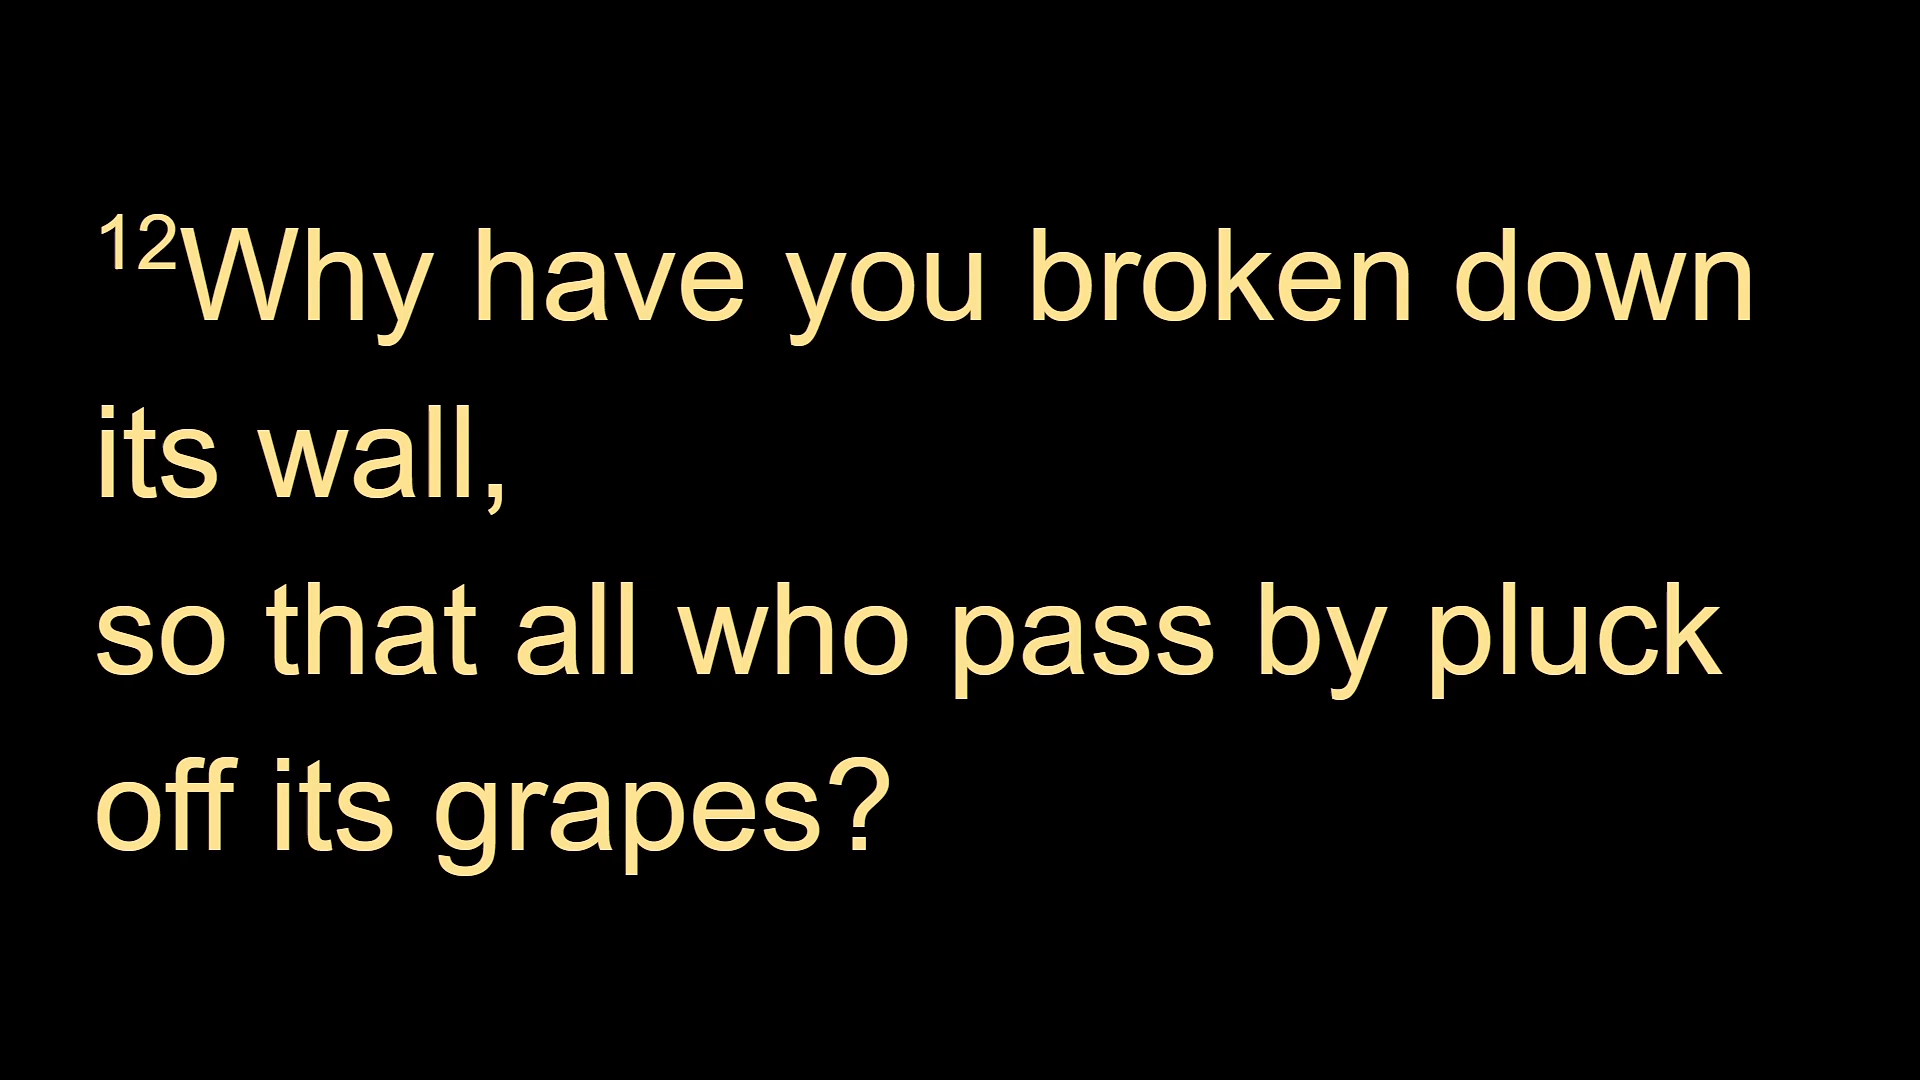 12Why have you broken down
its wall,
so that all who pass by pluck
off its grapes?